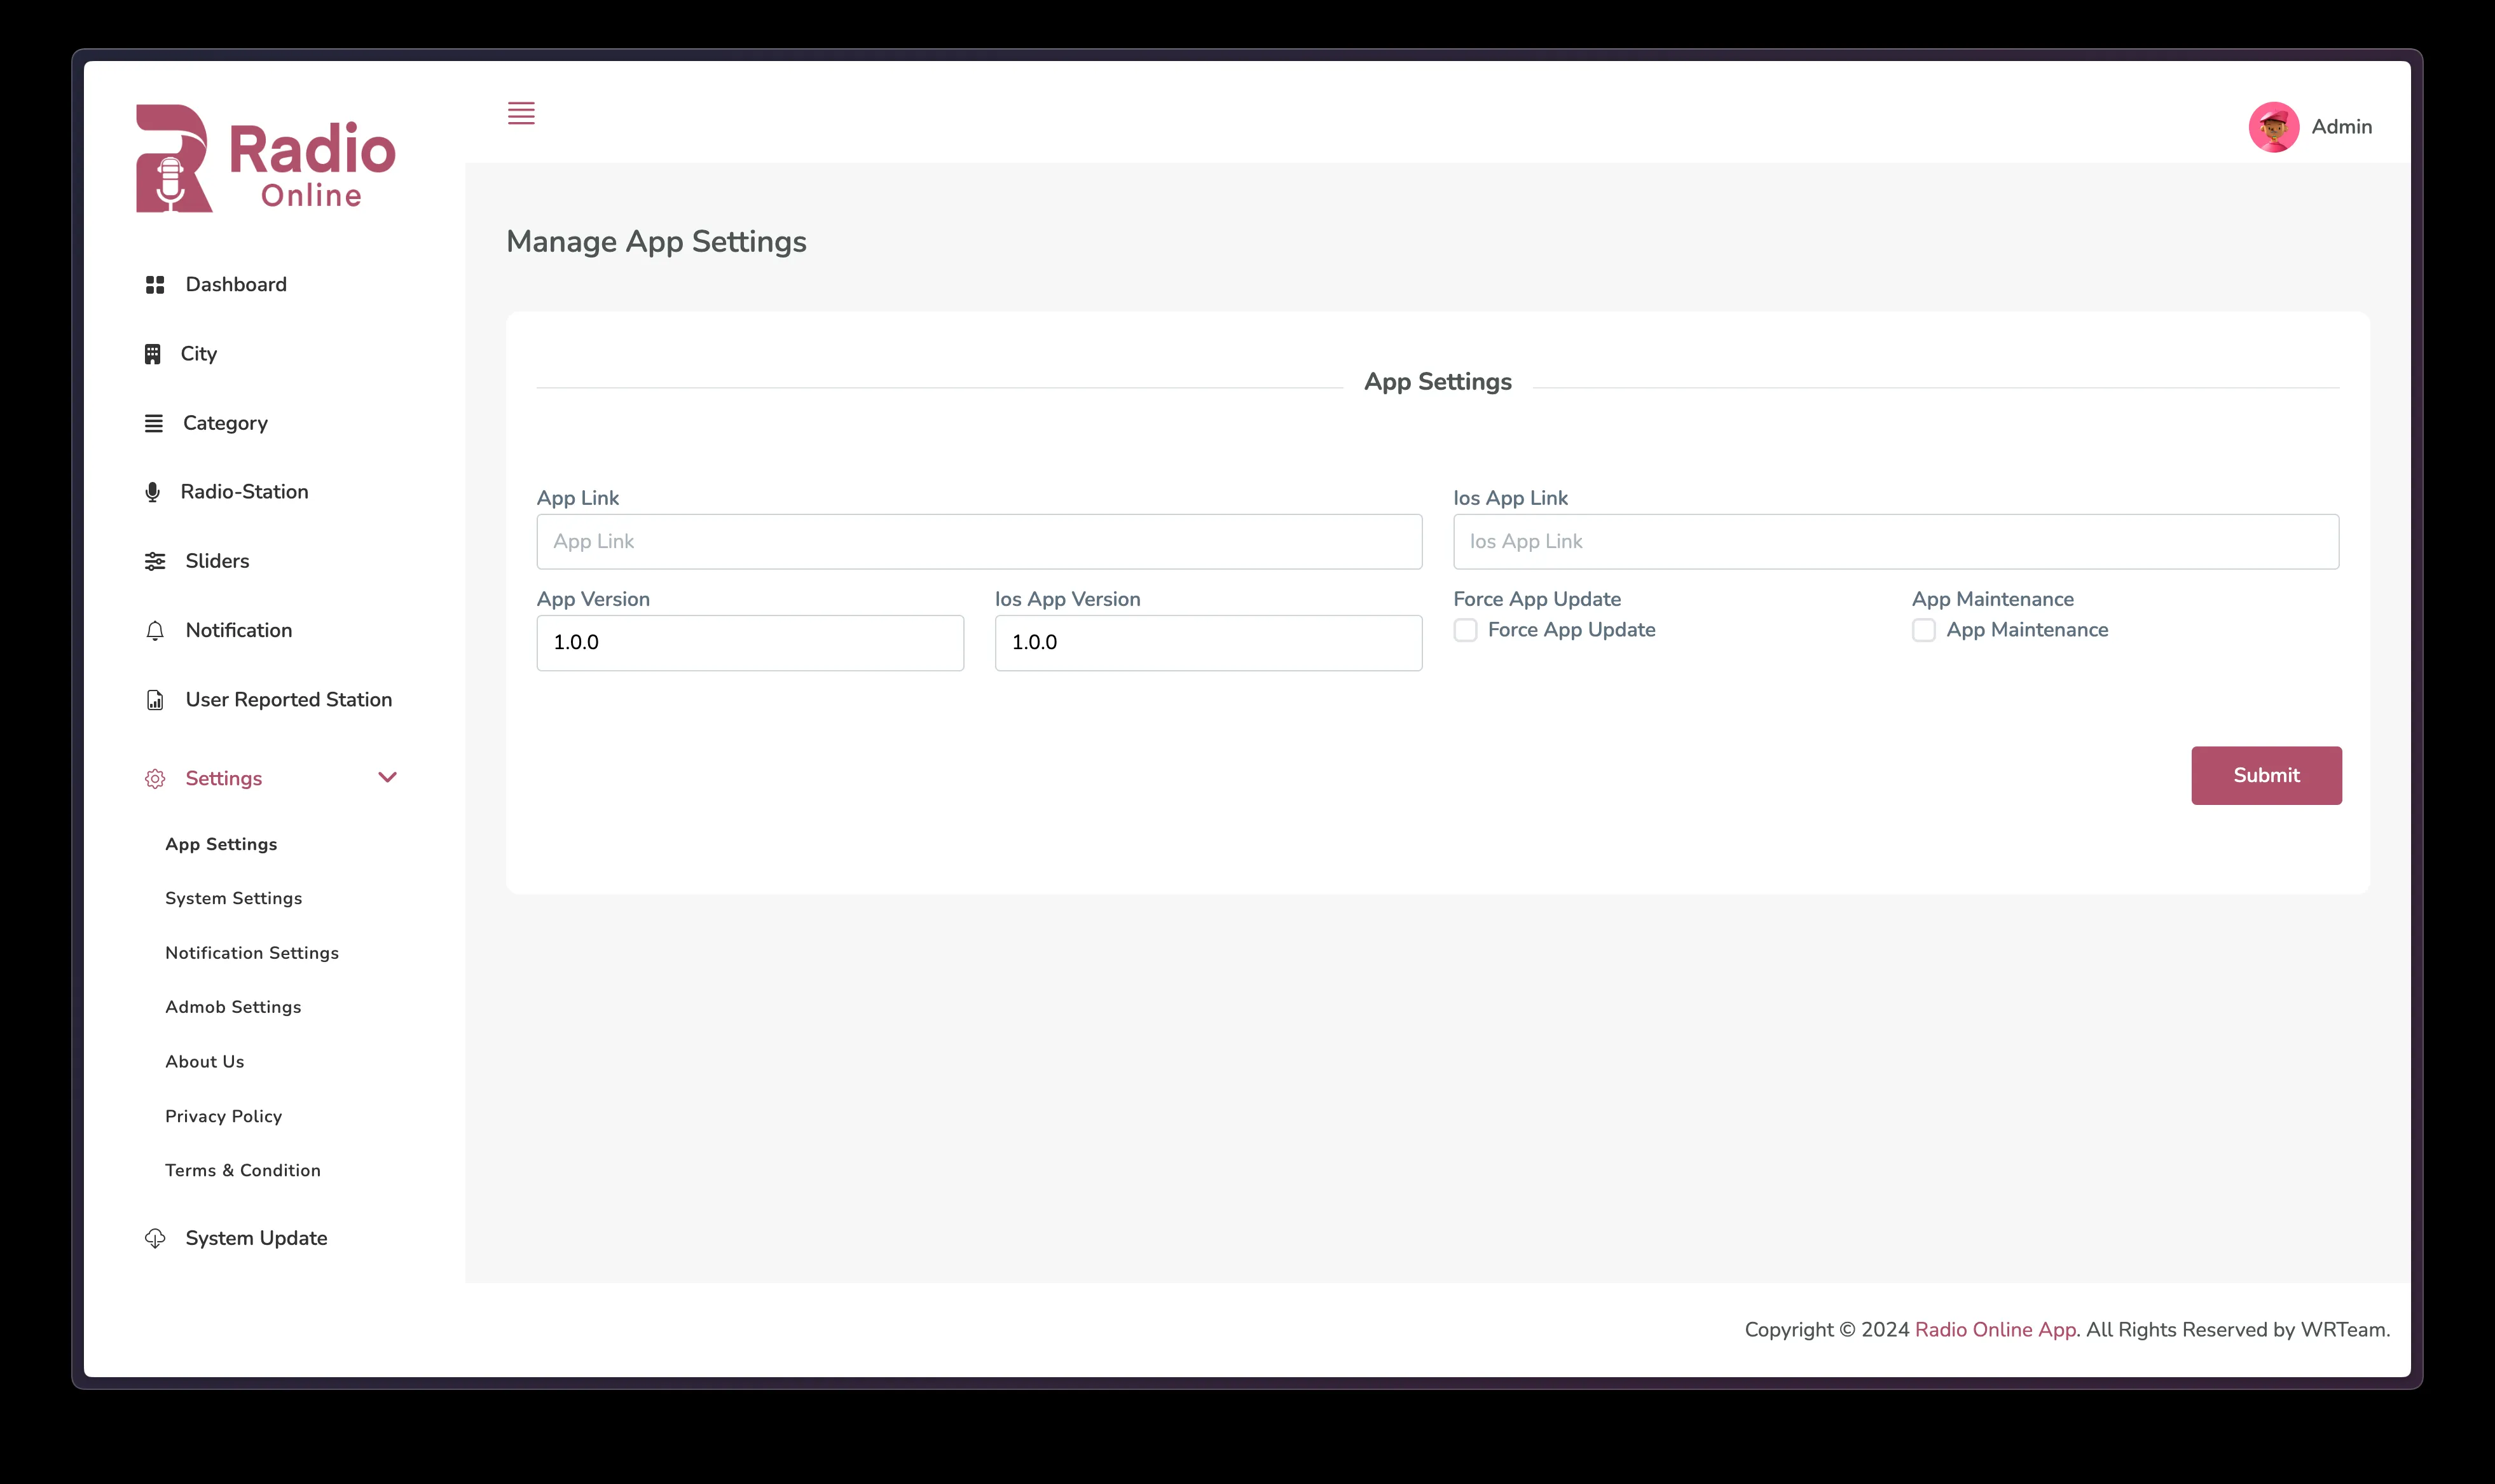 Radio
Online
Admin
Manage App Settings
Dashboard
City
Category
Radio-Station
Sliders
Notification
User Reported Station
Settings
App Settings
System Settings
Notification Settings
Admob Settings
About Us
Privacy Policy
Terms & Condition
System Update
App Settings
App Link
Ios App Link
App Link
Ios App Link
App Version
Ios App Version
Force App Update
App Maintenance
1.0.0
1.0.0
Force App Update
App Maintenance
Submit
Copyright © 2024 Radio Online App. All Rights Reserved by WRTeam.